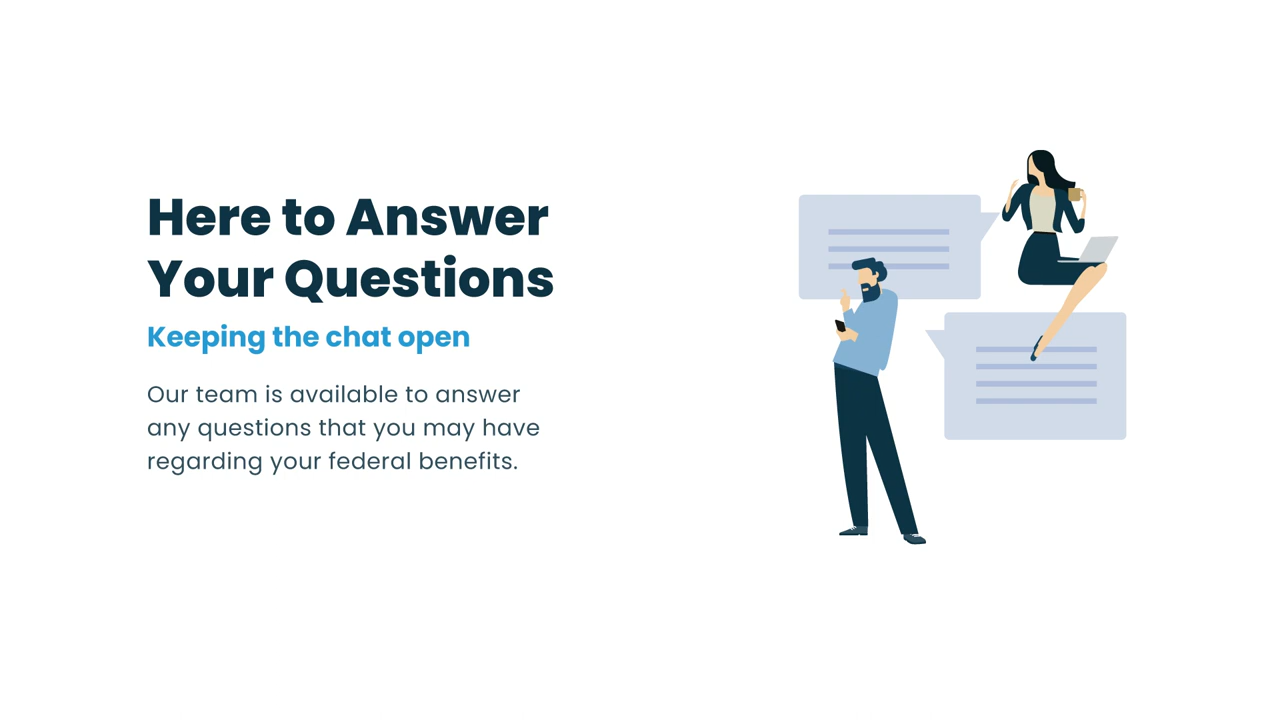 Here to Answer
Your Questions
Keeping the chat open
Our team is available to answer
any questions that you may have
regarding your federal benefits.